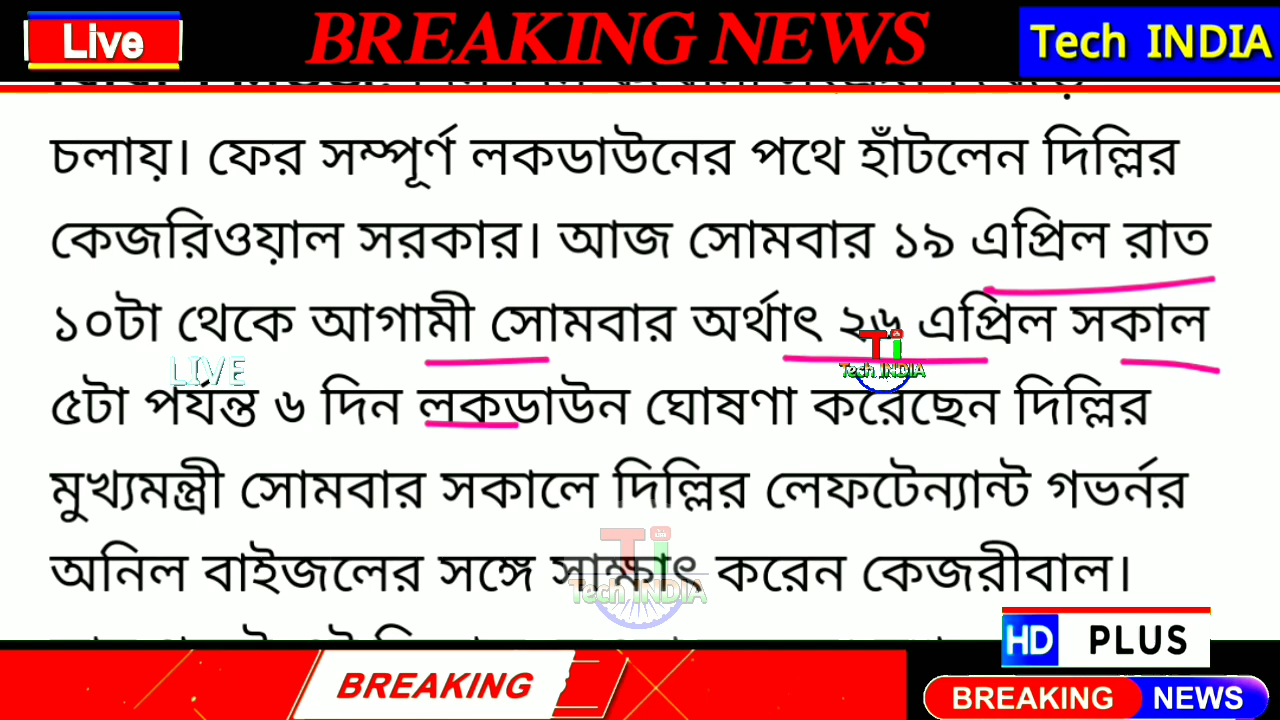 Live
BREAKING NEWS
Tech INDIA
চলায়। ফের সম্পূর্ণ লকডাউনের পথে হাঁটলেন দিল্লির
কেজরিওয়াল সরকার। আজ সোমবার ১৯ এপ্রিল রাত
১০টা থেকে আগামী সোমবার অর্থাৎ ২৬ এপ্রিল সকাল
Ti
Tech INDIA
LIVE
৫টা পর্যন্ত ৬ দিন লকডাউন ঘোষণা করেছেন দিল্লির
মুখ্যমন্ত্রী সোমবার সকালে দিল্লির লেফটেন্যান্ট গভর্নর
অনিল বাইজলের সঙ্গে সাক্ষাৎ করেন কেজরীবাল।
Ti
Tech INDIA
HD PLUS
BREAKING
BREAKING NEWS